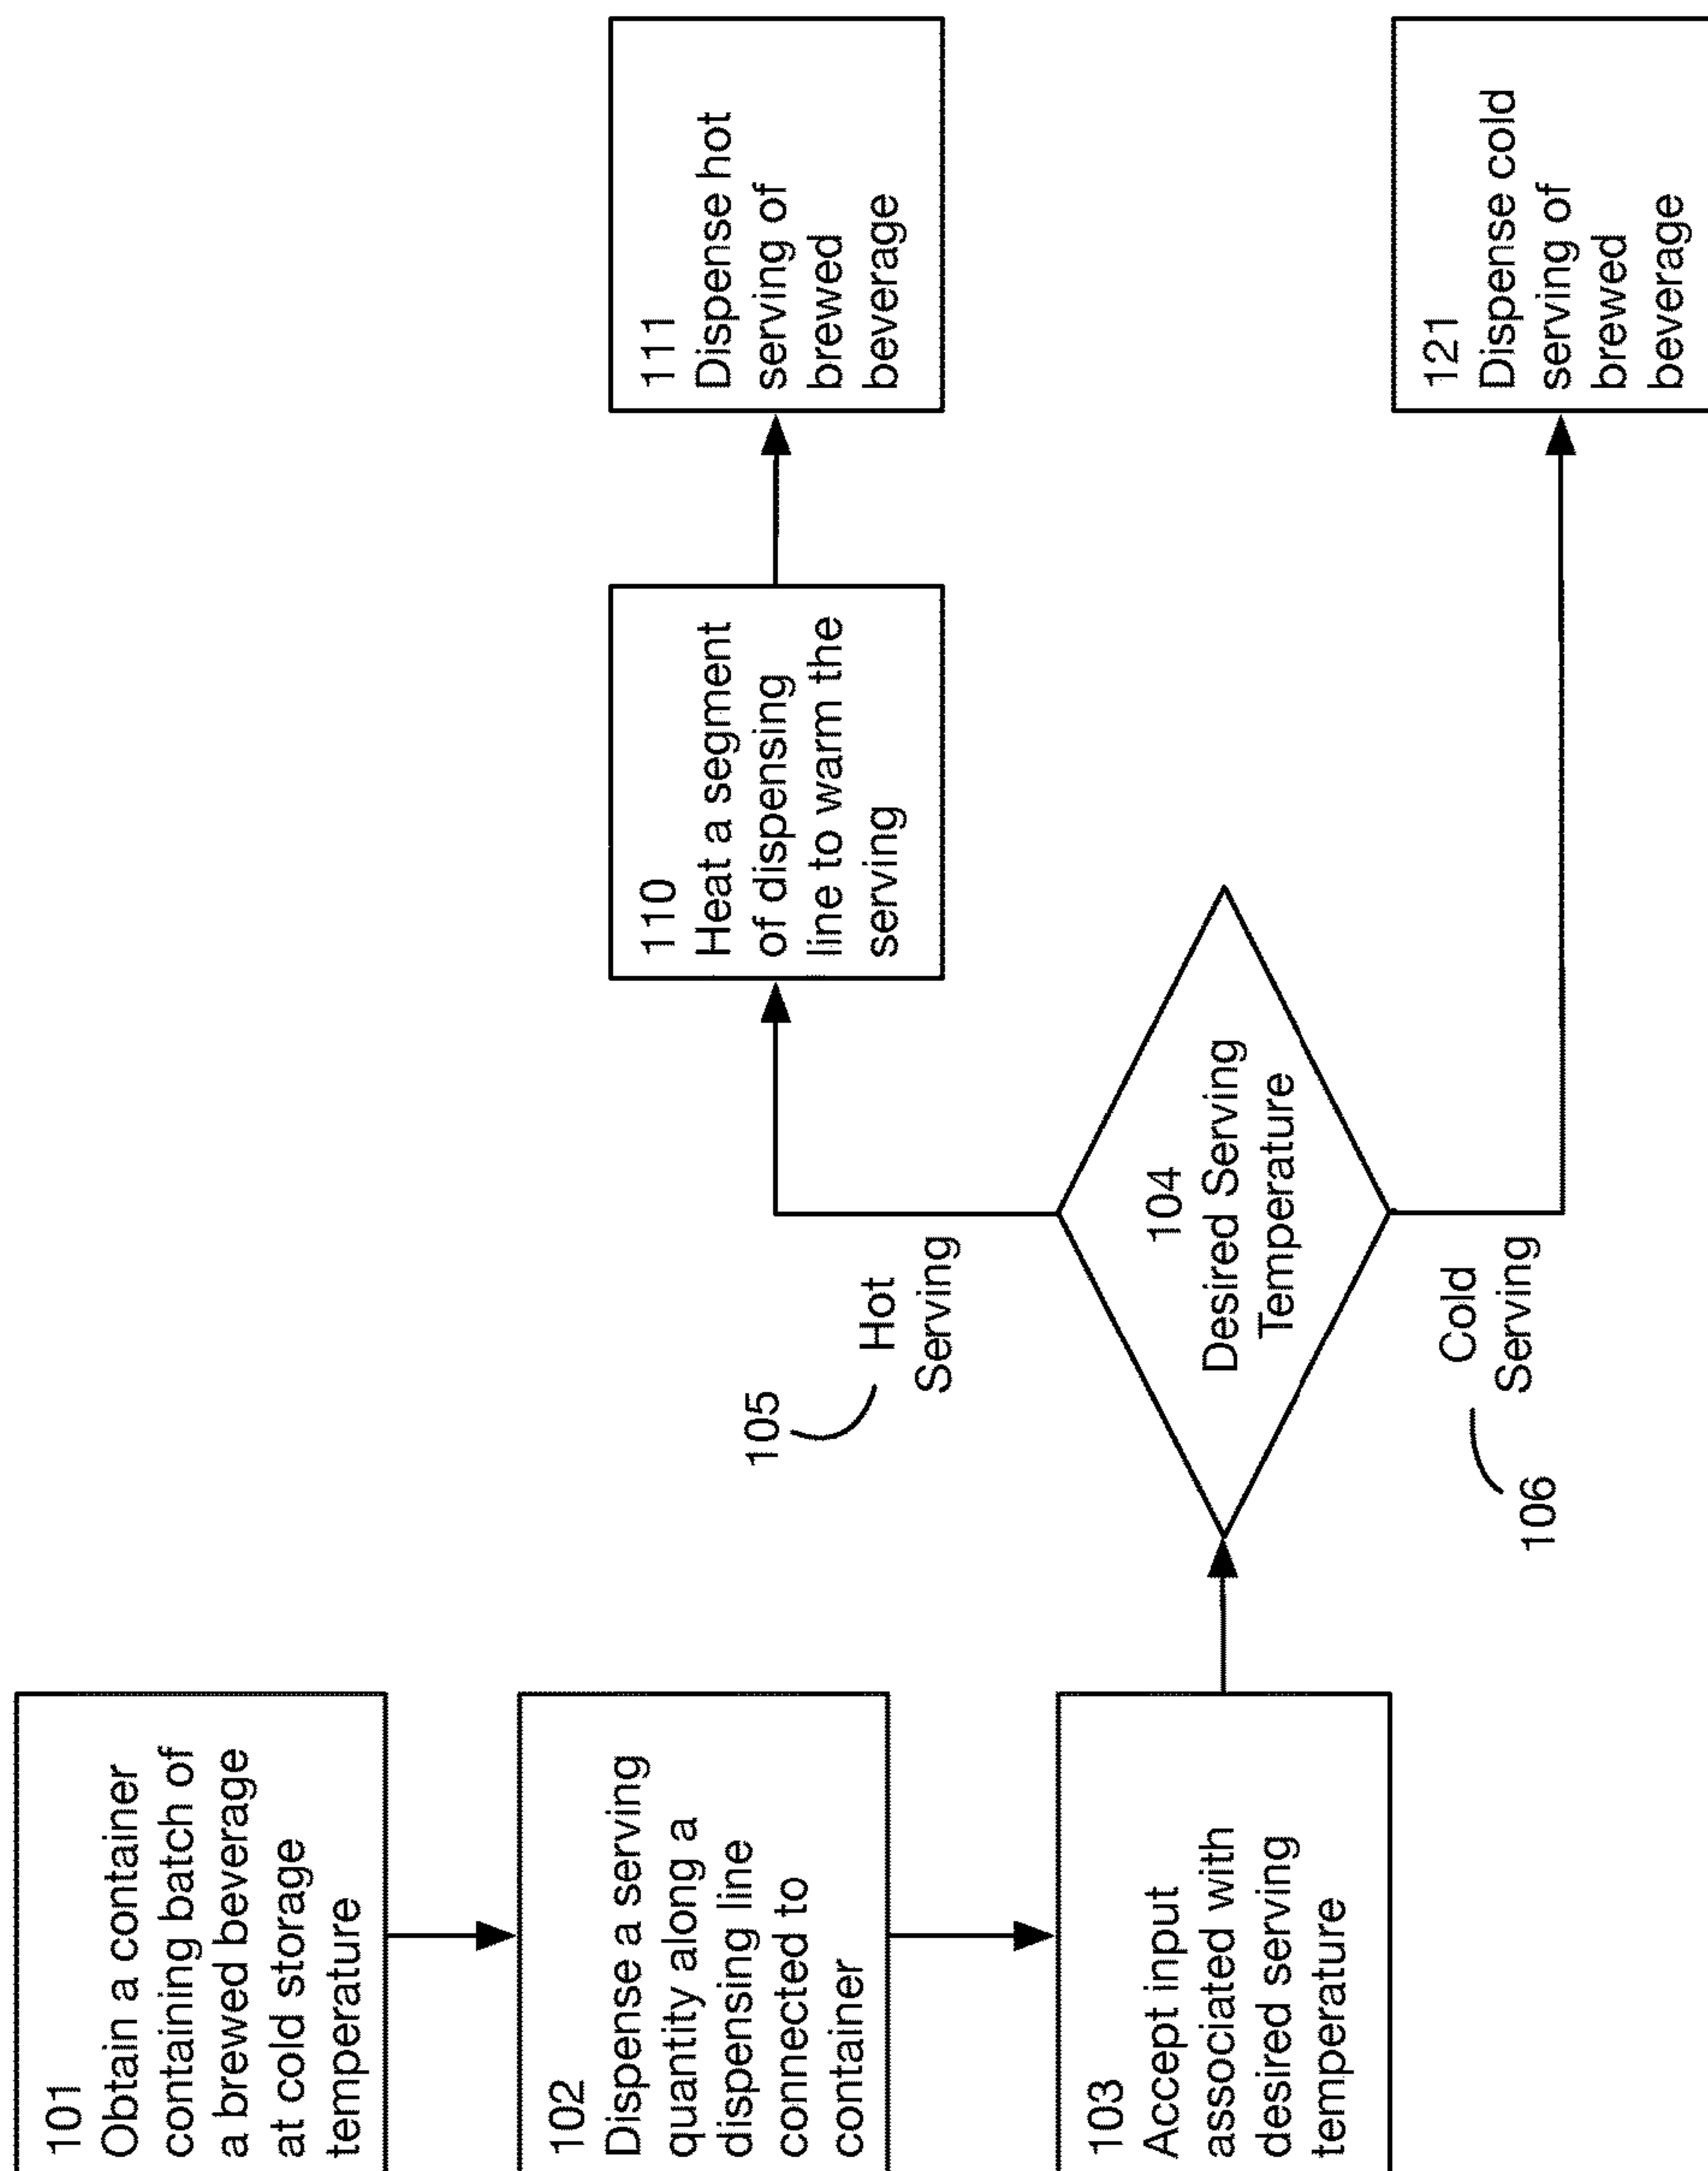 101
Obtain a container
containing batch of
a brewed beverage
at cold storage
temperature
102
Dispense a serving
quantity along a
dispensing line
connected to
container
103
Accept input
associated with
desired serving
temperature
104
Desired Serving
Temperature
105
Hot
Serving
110
Heat a segment
of dispensing
line to warm the
serving
111
Dispense hot
serving of
brewed
beverage
106
Cold
Serving
121
Dispense cold
serving of
brewed
beverage